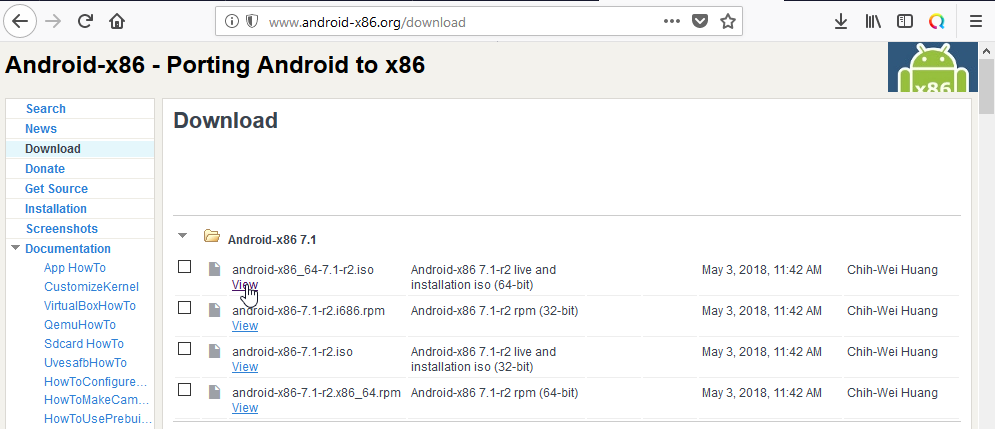 www.android-x86.org/download
Android-x86 - Porting Android to x86
x86
Search
News
Download
Donate
Get Source
Installation
Screenshots
Documentation
App HowTo
CustomizeKernel
VirtualBoxHowTo
QemuHowTo
Sdcard HowTo
UvesafbHowTo
HowToConfigure...
HowToMakeCam...
HowToUsePrebui...
Download
Android-x86 7.1
android-x86_64-7.1-r2.iso
View
Android-x86 7.1-r2 live and
installation iso (64-bit)
May 3, 2018, 11:42 AM
Chih-Wei Huang
android-x86-7.1-r2.i686.rpm
View
Android-x86 7.1-r2 rpm (32-bit)
May 3, 2018, 11:42 AM
Chih-Wei Huang
android-x86-7.1-r2.iso
View
Android-x86 7.1-r2 live and
installation iso (32-bit)
May 3, 2018, 11:42 AM
Chih-Wei Huang
android-x86-7.1-r2.x86_64.rpm
View
Android-x86 7.1-r2 rpm (64-bit)
May 3, 2018, 11:42 AM
Chih-Wei Huang